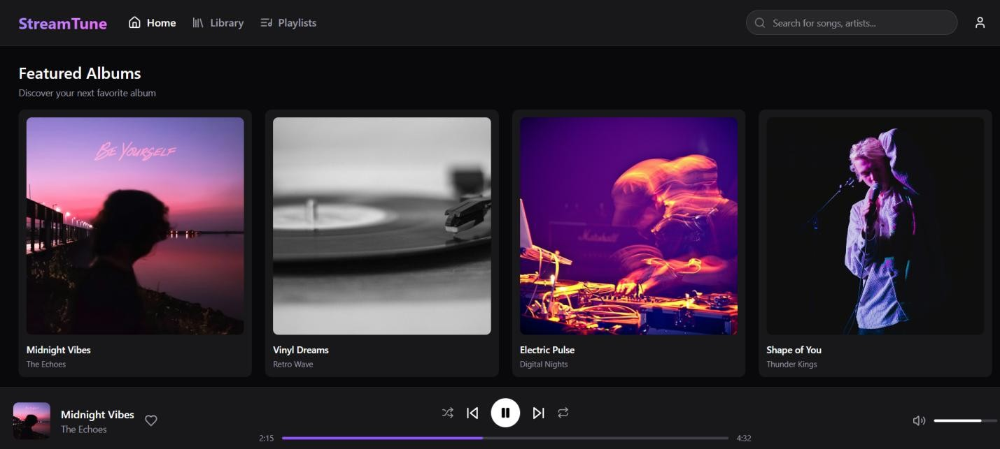 StreamTune
Home
Library
Playlists
Search for songs, artists...
Featured Albums
Discover your next favorite album
BE YOURSELF
Marshall
Midnight Vibes
The Echoes
Vinyl Dreams
Retro Wave
Electric Pulse
Digital Nights
Shape of You
Thunder Kings
Midnight Vibes
The Echoes
2:15
4:32